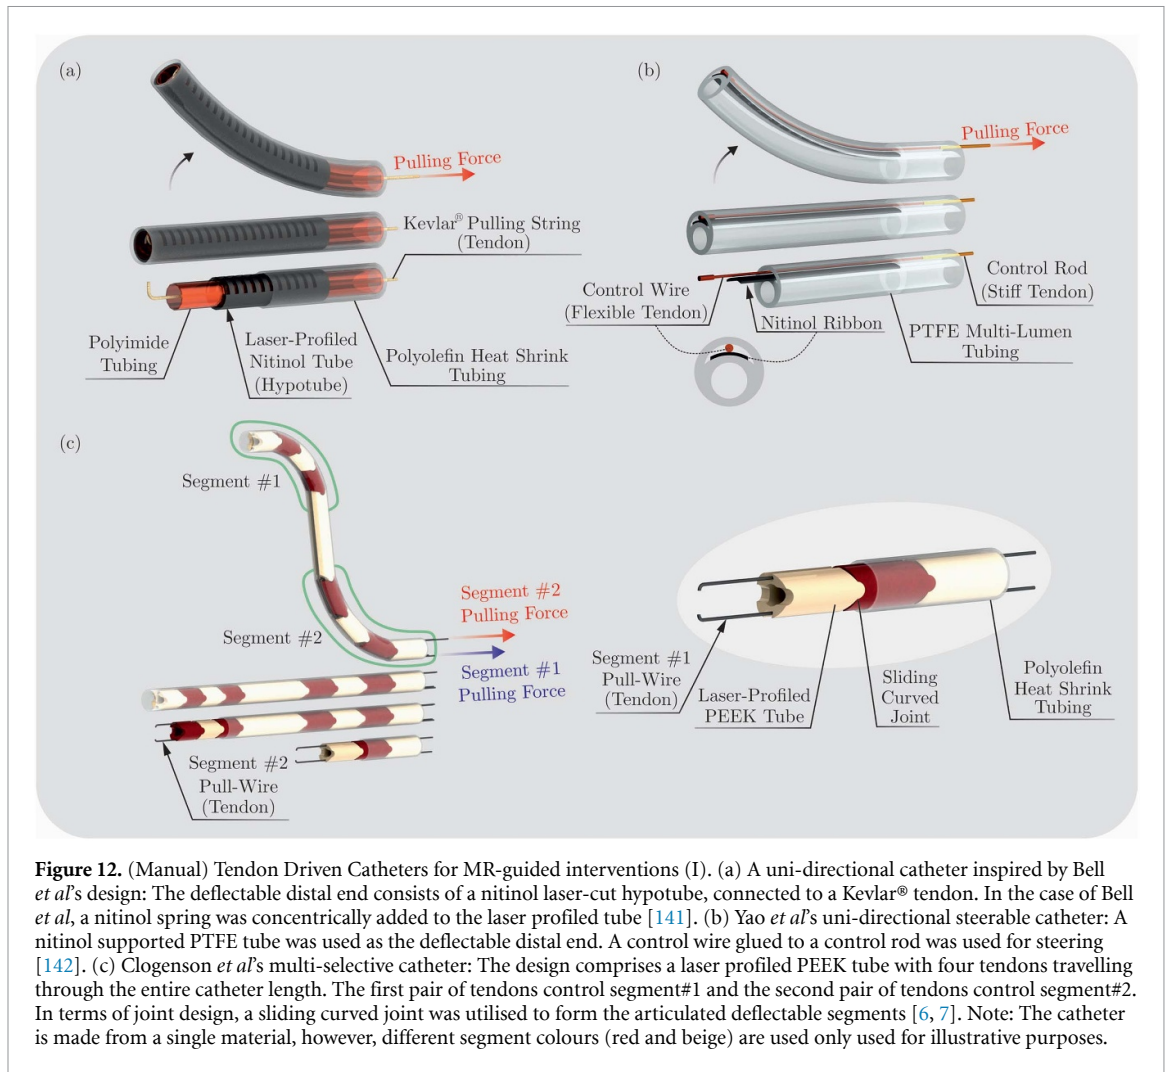 (a)
Pulling Force
Kevlar® Pulling String
(Tendon)
Polyimide
Tubing
Laser-Profiled
Nitinol Tube
(Hypotube)
Polyolefin Heat Shrink
Tubing
(b)
Pulling Force
Control Wire
(Flexible Tendon)
Nitinol Ribbon
Control Rod
(Stiff Tendon)
PTFE Multi-Lumen
Tubing
(c)
Segment #1
Segment #2
Segment #2
Pulling Force
Segment #1
Pulling Force
Segment #2
Pull-Wire
(Tendon)
Segment #1
Pull-Wire
(Tendon)
Laser-Profiled
PEEK Tube
Sliding
Curved
Joint
Polyolefin
Heat Shrink
Tubing
Figure 12. (Manual) Tendon Driven Catheters for MR-guided interventions (I). (a) A uni-directional catheter inspired by Bell
et al's design: The deflectable distal end consists of a nitinol laser-cut hypotube, connected to a Kevlar® tendon. In the case of Bell
et al, a nitinol spring was concentrically added to the laser profiled tube [141]. (b) Yao et al's uni-directional steerable catheter: A
nitinol supported PTFE tube was used as the deflectable distal end. A control wire glued to a control rod was used for steering
[142]. (c) Clogenson et al's multi-selective catheter: The design comprises a laser profiled PEEK tube with four tendons travelling
through the entire catheter length. The first pair of tendons control segment#1 and the second pair of tendons control segment#2.
In terms of joint design, a sliding curved joint was utilised to form the articulated deflectable segments [6, 7]. Note: The catheter
is made from a single material, however, different segment colours (red and beige) are used only used for illustrative purposes.